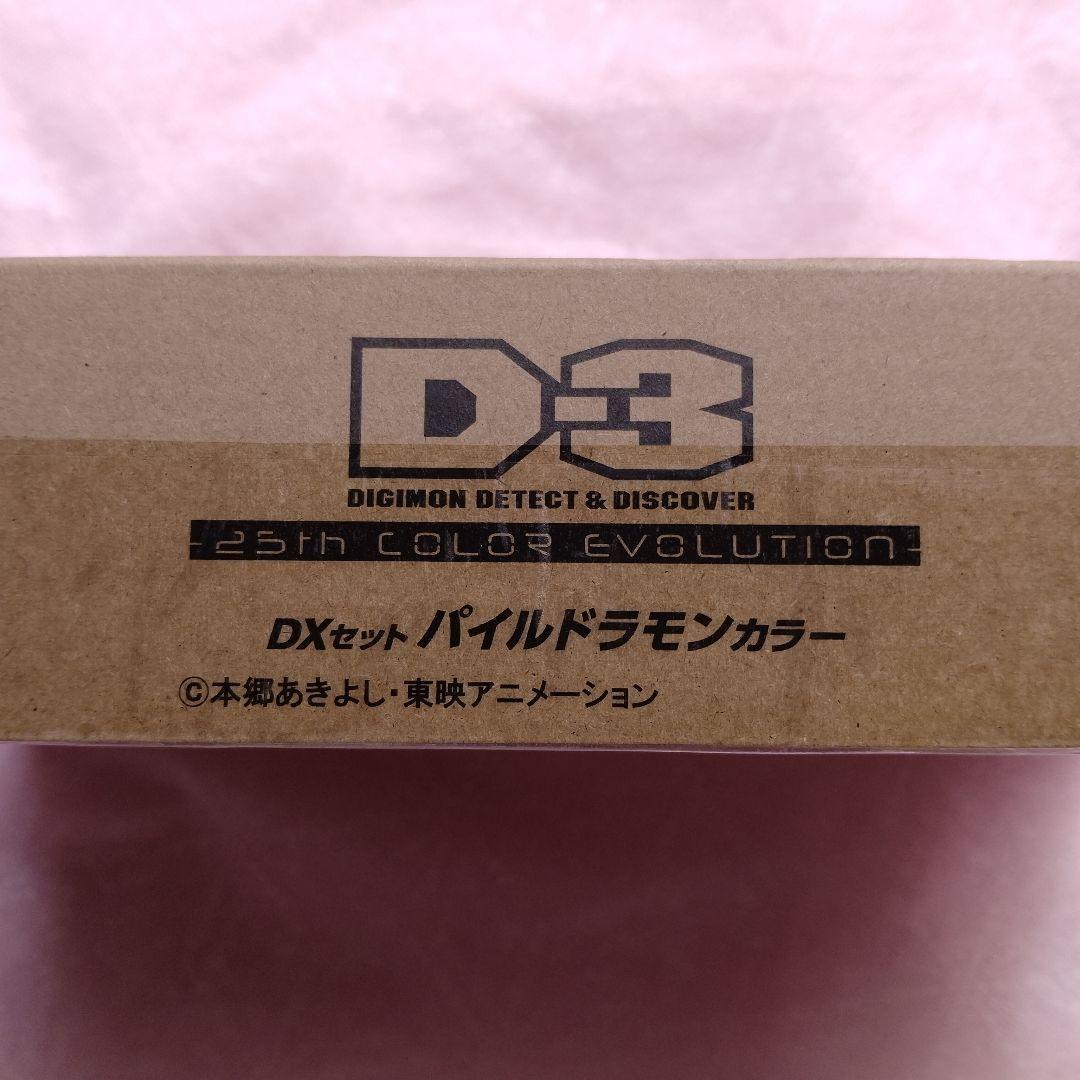 D-3
DIGIMON DETECT & DISCOVER
-25th COLOR EVOLUTION-
DXセット パイルドラモンカラー
©本郷あきよし・東映アニメーション